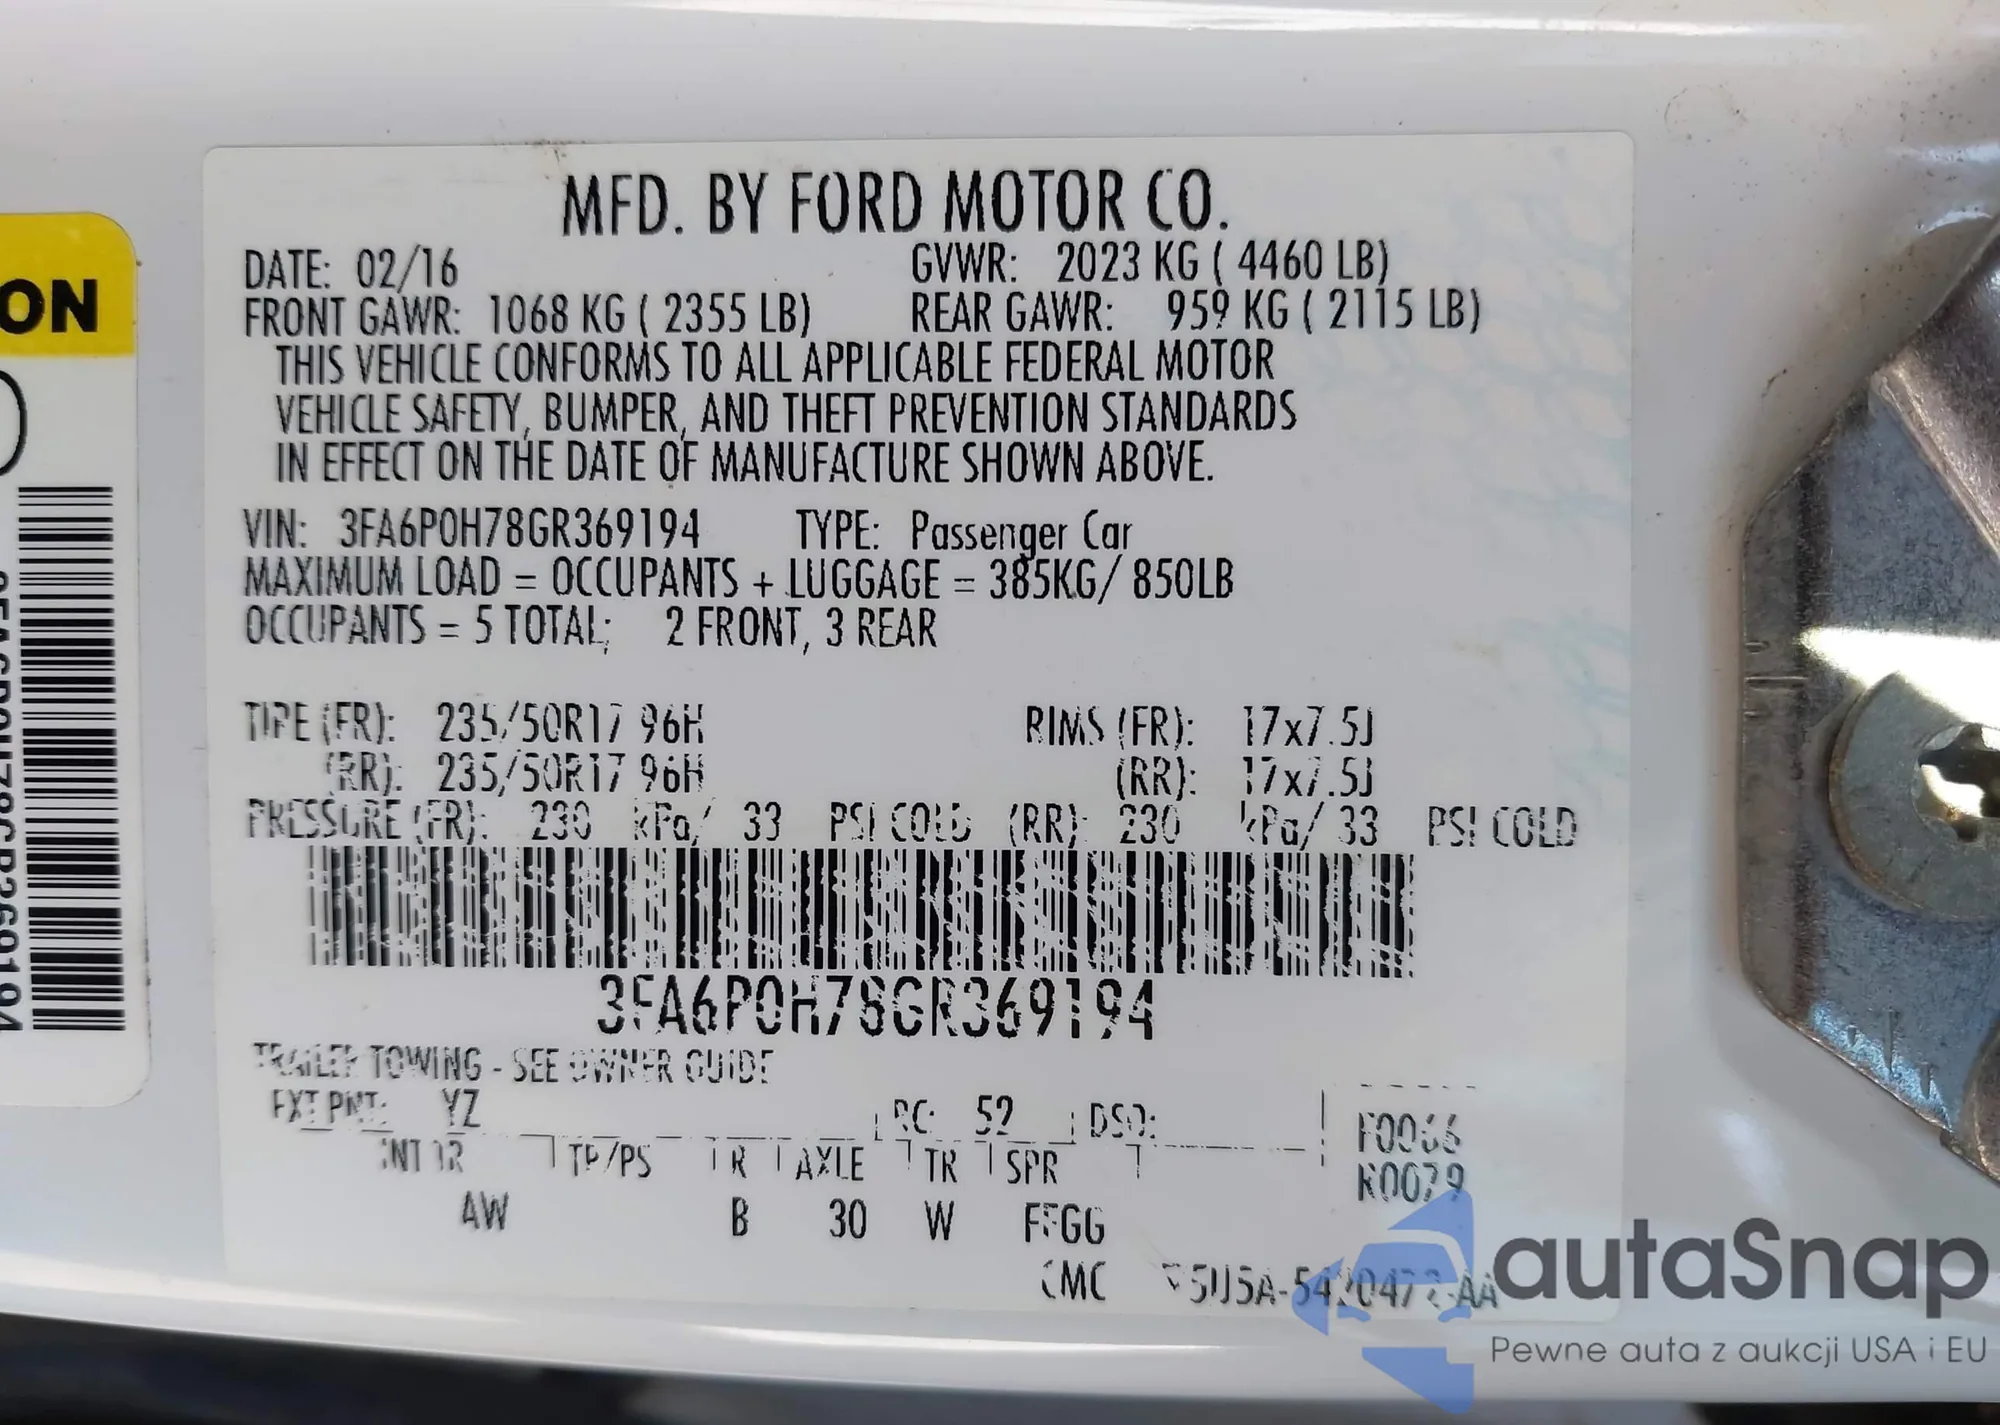 MFD. BY FORD MOTOR CO.
DATE: 02/16 GVWR: 2023 KG ( 4460 LB)
FRONT GAWR: 1068 KG ( 2355 LB) REAR GAWR: 959 KG ( 2115 LB)
THIS VEHICLE CONFORMS TO ALL APPLICABLE FEDERAL MOTOR
VEHICLE SAFETY, BUMPER, AND THEFT PREVENTION STANDARDS
IN EFFECT ON THE DATE OF MANUFACTURE SHOWN ABOVE.
VIN: 3FA6P0H78GR369194 TYPE: Passenger Car
MAXIMUM LOAD = OCCUPANTS + LUGGAGE = 385KG/ 850LB
OCCUPANTS = 5 TOTAL; 2 FRONT, 3 REAR
TIRE (FR): 235/50R17 96H RIMS (FR): 17x7.5J
(RR): 235/50R17 96H (RR): 17x7.5J
PRESSURE (FR): 230 kPa/ 33 PSI COLD (RR): 230 kPa/ 33 PSI COLD
3FA6P0H78GR369194
TRAILER TOWING - SEE OWNER GUIDE
EXT PNT: YZ RC: 52 DSO:
INT TR TP/PS R AXLE TR SPR
F0066
R0079
AW B 30 W FFGG
ON
3FA6P0H78GR369194
autaSnap
Pewne auta z aukcji USA i EU